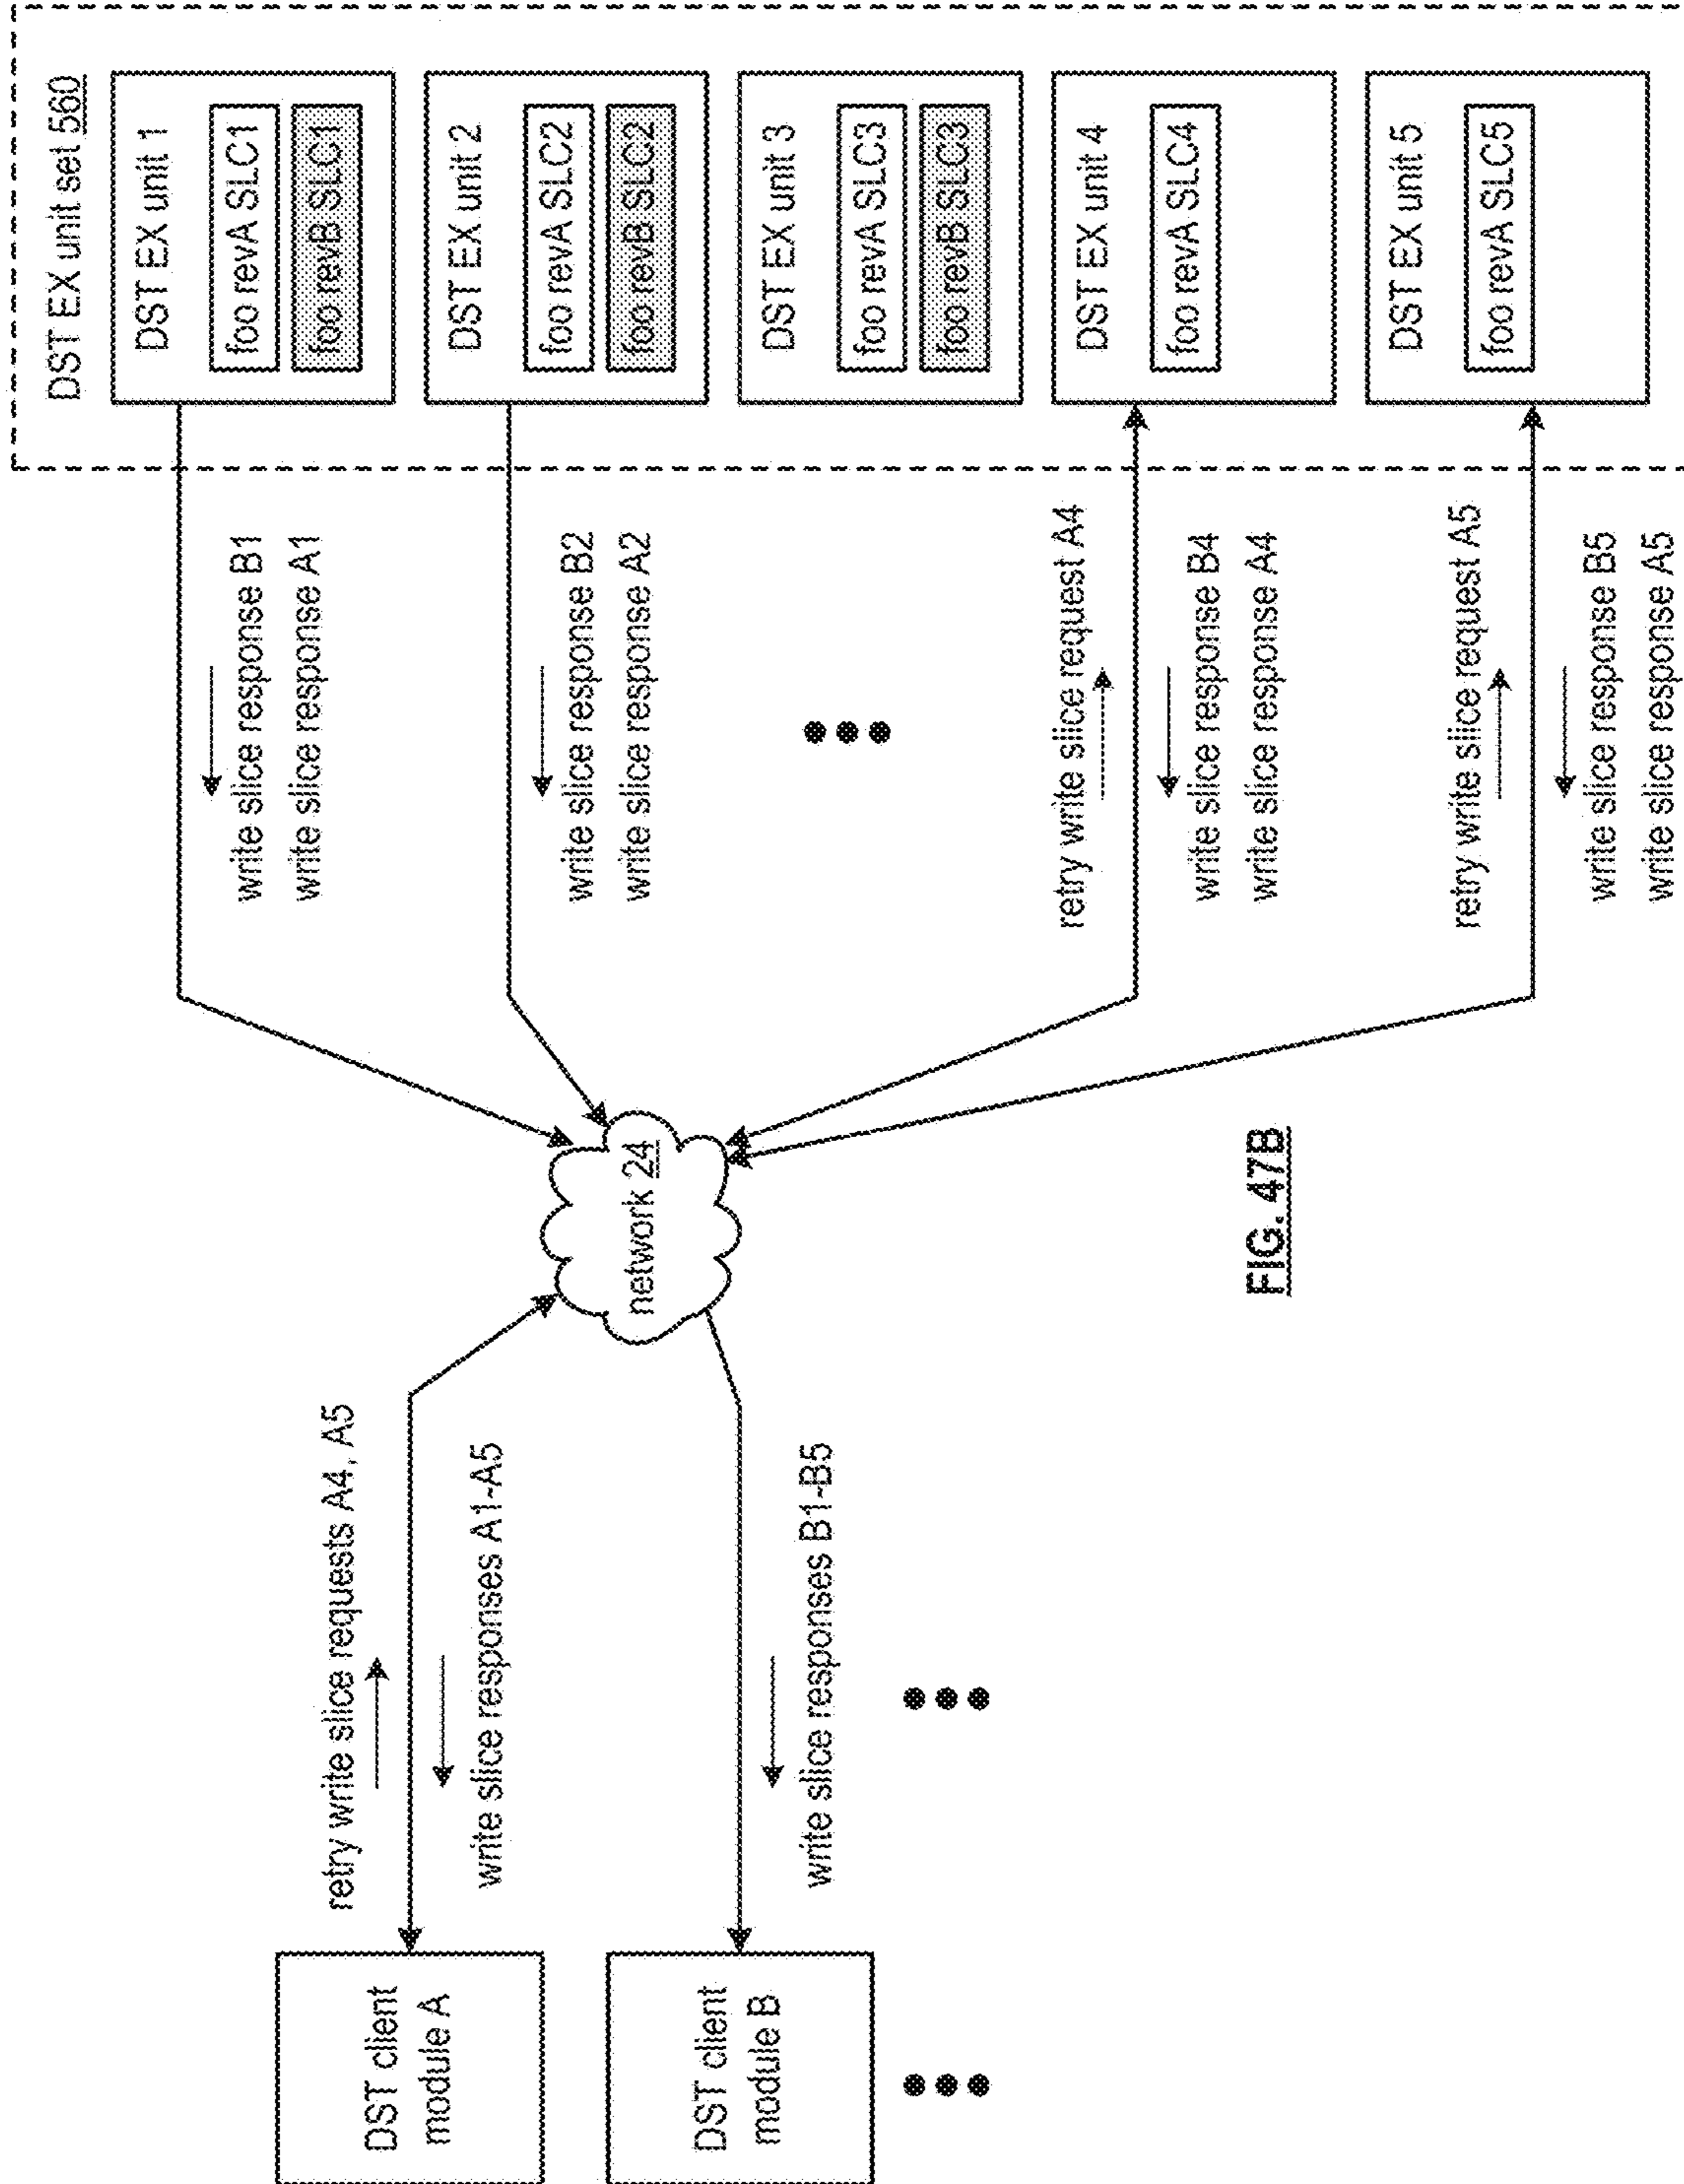 DST client
module A
DST client
module B
retry write slice requests A4, A5
write slice responses A1-A5
write slice responses B1-B5
network 24
write slice response B1
write slice response A1
write slice response B2
write slice response A2
retry write slice request A4
write slice response B4
write slice response A4
retry write slice request A5
write slice response B5
write slice response A5
DST EX unit set 560
DST EX unit 1
foo revA SLC1
foo revB SLC1
DST EX unit 2
foo revA SLC2
foo revB SLC2
DST EX unit 3
foo revA SLC3
foo revB SLC3
DST EX unit 4
foo revA SLC4
DST EX unit 5
foo revA SLC5
FIG. 47B